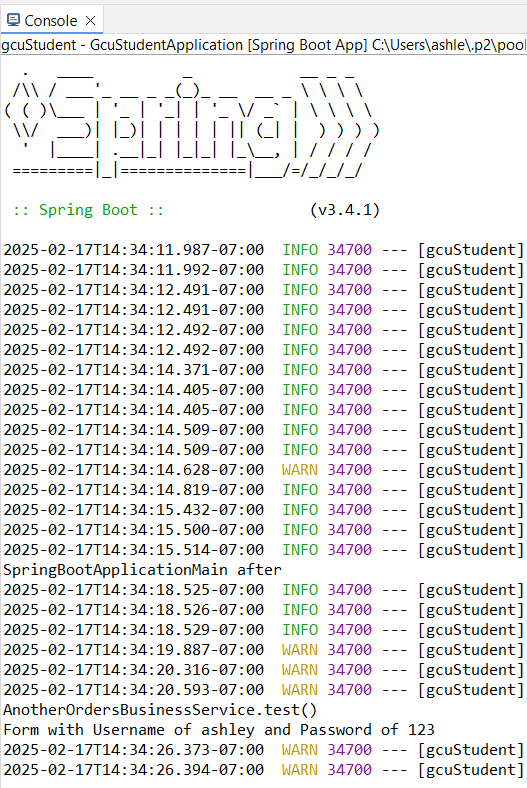 Console
gcuStudent - GcuStudentApplication [Spring Boot App] C:\Users\ashle\.p2\pool
  .   ____          _            __ _ _
 /\\ / ___'_ __ _ _(_)_ __  __ _ \ \ \ \
( ( )\___ | '_ | '_| | '_ \/ _` | \ \ \ \
 \\/  ___)| |_)| | | | | || (_| |  ) ) ) )
  '  |____| .__|_| |_|_| |_\__, | / / / /
 =========|_|==============|___/=/_/_/_/
 :: Spring Boot ::                (v3.4.1)
2025-02-17T14:34:11.987-07:00  INFO 34700 --- [gcuStudent]
2025-02-17T14:34:11.992-07:00  INFO 34700 --- [gcuStudent]
2025-02-17T14:34:12.491-07:00  INFO 34700 --- [gcuStudent]
2025-02-17T14:34:12.491-07:00  INFO 34700 --- [gcuStudent]
2025-02-17T14:34:12.492-07:00  INFO 34700 --- [gcuStudent]
2025-02-17T14:34:12.492-07:00  INFO 34700 --- [gcuStudent]
2025-02-17T14:34:14.371-07:00  INFO 34700 --- [gcuStudent]
2025-02-17T14:34:14.405-07:00  INFO 34700 --- [gcuStudent]
2025-02-17T14:34:14.405-07:00  INFO 34700 --- [gcuStudent]
2025-02-17T14:34:14.509-07:00  INFO 34700 --- [gcuStudent]
2025-02-17T14:34:14.509-07:00  INFO 34700 --- [gcuStudent]
2025-02-17T14:34:14.628-07:00  WARN 34700 --- [gcuStudent]
2025-02-17T14:34:14.819-07:00  INFO 34700 --- [gcuStudent]
2025-02-17T14:34:15.432-07:00  INFO 34700 --- [gcuStudent]
2025-02-17T14:34:15.500-07:00  INFO 34700 --- [gcuStudent]
2025-02-17T14:34:15.514-07:00  INFO 34700 --- [gcuStudent]
SpringBootApplicationMain after
2025-02-17T14:34:18.525-07:00  INFO 34700 --- [gcuStudent]
2025-02-17T14:34:18.526-07:00  INFO 34700 --- [gcuStudent]
2025-02-17T14:34:18.529-07:00  INFO 34700 --- [gcuStudent]
2025-02-17T14:34:19.887-07:00  WARN 34700 --- [gcuStudent]
2025-02-17T14:34:20.316-07:00  WARN 34700 --- [gcuStudent]
2025-02-17T14:34:20.593-07:00  WARN 34700 --- [gcuStudent]
AnotherOrdersBusinessService.test()
Form with Username of ashley and Password of 123
2025-02-17T14:34:26.373-07:00  WARN 34700 --- [gcuStudent]
2025-02-17T14:34:26.394-07:00  WARN 34700 --- [gcuStudent]